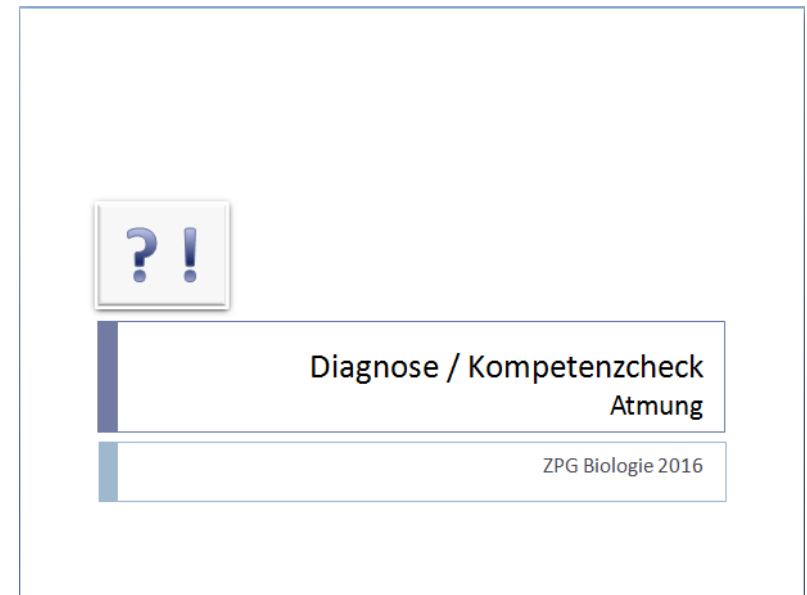 ? !
Diagnose / Kompetenzcheck
Atmung
ZPG Biologie 2016